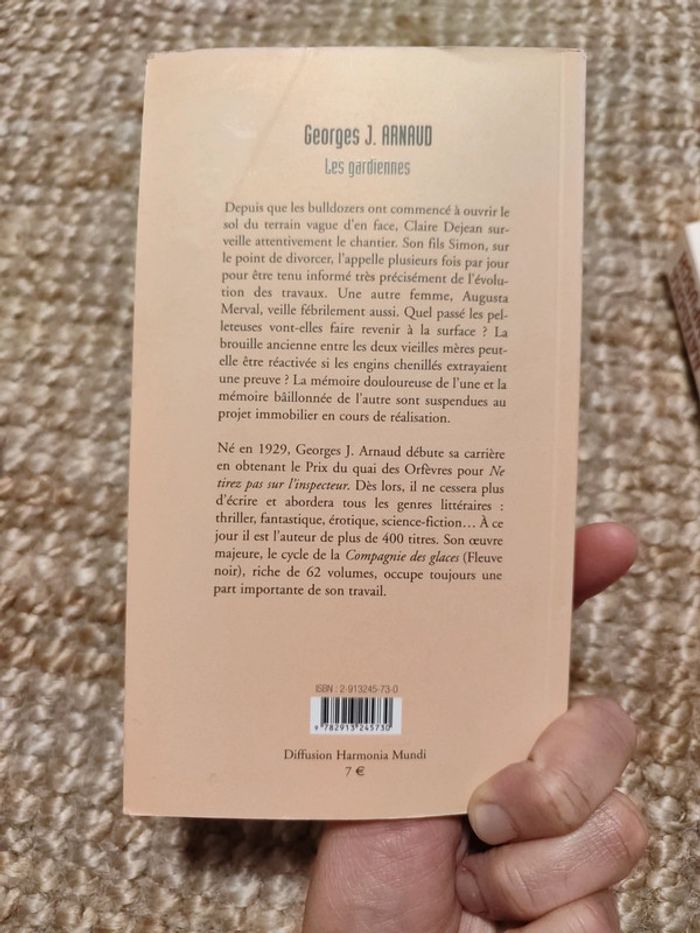 Georges J. ARNAUD
Les gardiennes
Depuis que les bulldozers ont commencé à ouvrir le
sol du terrain vague d'en face, Claire Dejean sur-
veille attentivement le chantier. Son fils Simon, sur
le point de divorcer, l'appelle plusieurs fois par jour
pour être tenu informé très précisément de l'évolu-
tion des travaux. Une autre femme, Augusta
Merval, veille fébrilement aussi. Quel passé les pel-
leteuses vont-elles faire revenir à la surface ? La
brouille ancienne entre les deux vieilles mères peut-
elle être réactivée si les engins chenillés extrayaient
une preuve ? La mémoire douloureuse de l'une et la
mémoire bâillonnée de l'autre sont suspendues au
projet immobilier en cours de réalisation.
Né en 1929, Georges J. Arnaud débute sa carrière
en obtenant le Prix du quai des Orfèvres pour Ne
tirez pas sur l'inspecteur. Dès lors, il ne cessera plus
d'écrire et abordera tous les genres littéraires :
thriller, fantastique, érotique, science-fiction... À ce
jour il est l'auteur de plus de 400 titres. Son œuvre
majeure, le cycle de la Compagnie des glaces (Fleuve
noir), riche de 62 volumes, occupe toujours une
part importante de son travail.
ISBN : 2-913245-73-0
9 782913 245730
Diffusion Harmonia Mundi
7 €